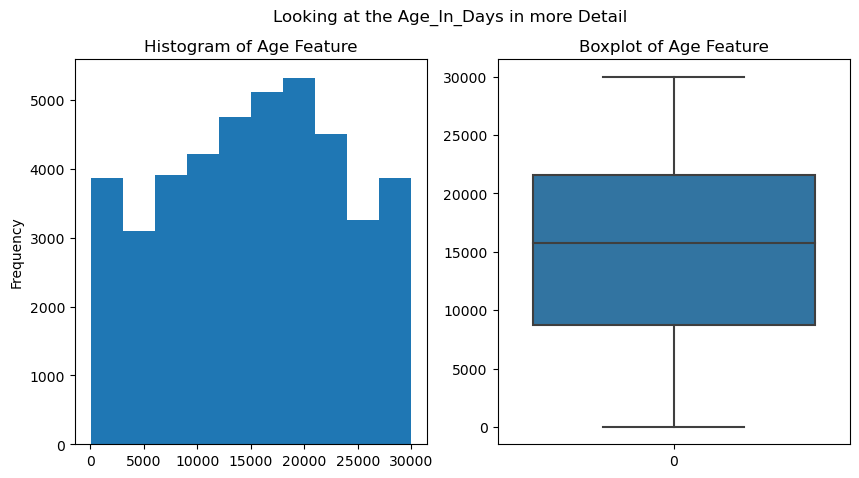 Looking at the Age_In_Days in more Detail
Histogram of Age Feature
Frequency
5000
4000
3000
2000
1000
0
0 5000 10000 15000 20000 25000 30000
Boxplot of Age Feature
30000
25000
20000
15000
10000
5000
0
0